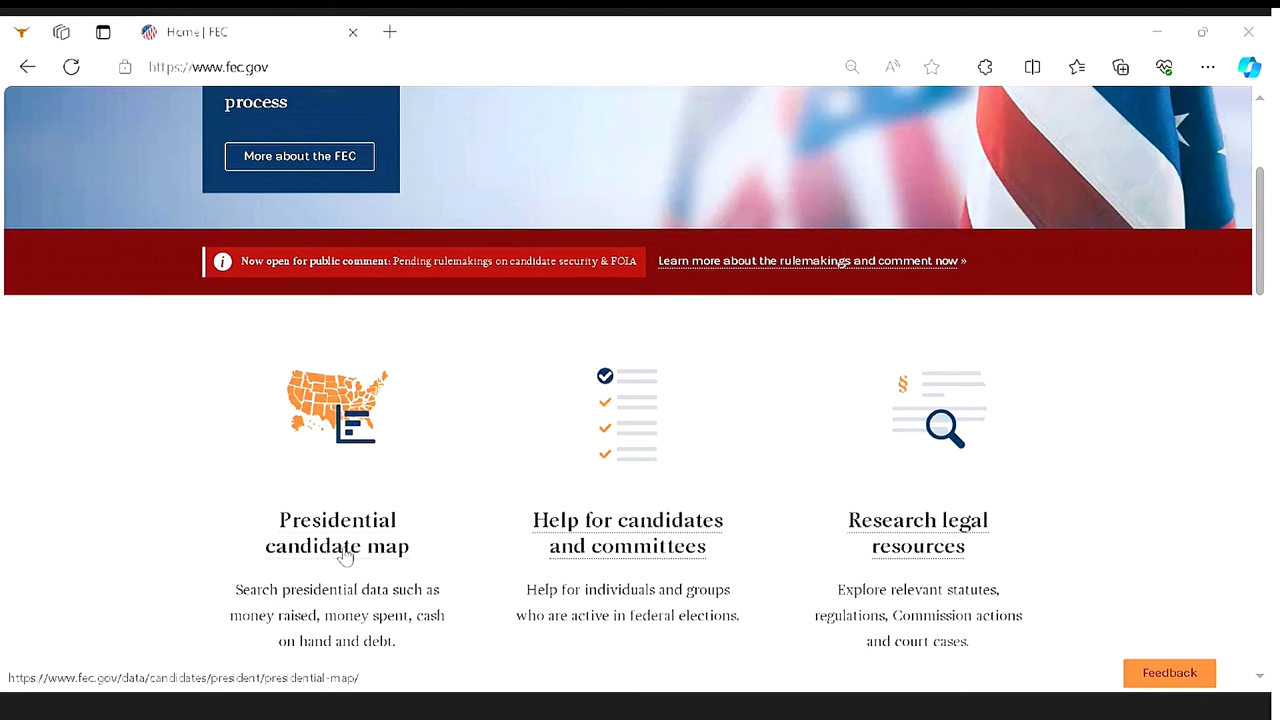 Home | FEC
https://www.fec.gov
process
More about the FEC
Now open for public comment: Pending rulemakings on candidate security & FOIA
Learn more about the rulemakings and comment now »
Presidential
candidate map
Search presidential data such as
money raised, money spent, cash
on hand and debt.
Help for candidates
and committees
Help for individuals and groups
who are active in federal elections.
Research legal
resources
Explore relevant statutes,
regulations, Commission actions
and court cases.
https://www.fec.gov/data/candidates/president/presidential-map/
Feedback